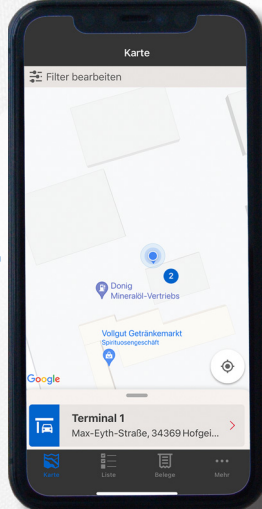 Karte
Filter bearbeiten
2
Donig
Mineralöl-Vertriebs
Vollgut Getränkemarkt
Spirituosengeschäft
Google
Terminal 1
Max-Eyth-Straße, 34369 Hofgei...
Karte
Liste
Belege
Mehr